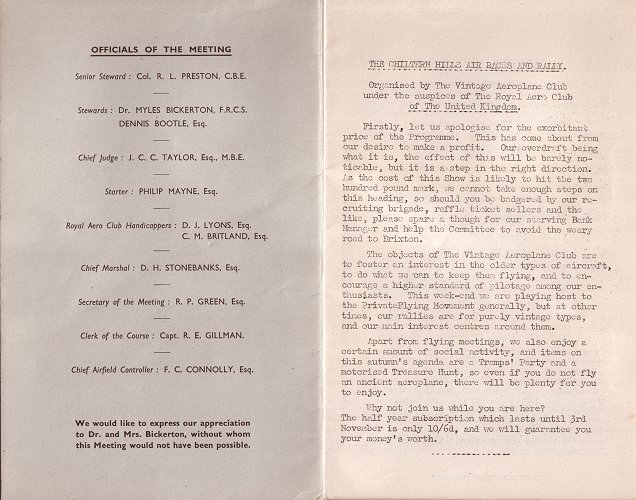 OFFICIALS OF THE MEETING
Senior Steward : Col. R. L. PRESTON, C.B.E.
Stewards : Dr. MYLES BICKERTON, F.R.C.S.
DENNIS BOOTLE, Esq.
Chief Judge : J. C. C. TAYLOR, Esq., M.B.E.
Starter : PHILIP MAYNE, Esq.
Royal Aero Club Handicappers : D. J. LYONS, Esq.
C. M. BRITLAND, Esq.
Chief Marshal : D. H. STONEBANKS, Esq.
Secretary of the Meeting : R. P. GREEN, Esq.
Clerk of the Course : Capt. R. E. GILLMAN.
Chief Airfield Controller : F. C. CONNOLLY, Esq.
We would like to express our appreciation
to Dr. and Mrs. Bickerton, without whom
this Meeting would not have been possible.
THE CHILTERN HILLS AIR RACES AND RALLY.
Organised by The Vintage Aeroplane Club
under the auspices of The Royal Aero Club
of The United Kingdom.
Firstly, let us apologise for the exorbitant
price of the Programme. This has come about from
our desire to make a profit. Our overdraft being
what it is, the effect of this will be barely no-
ticable, but it is a step in the right direction.
As the cost of this Show is likely to hit the two
hundred pound mark, we cannot take enough steps on
this heading, so should you be badgered by our re-
cruiting brigade, raffle ticket sellers and the
like, please spare a though for our starving Bank
Manager and help the Committee to avoid the weary
road to Brixton.
The objects of The Vintage Aeroplane Club are
to foster an interest in the older types of aircraft,
to do what we can to keep them flying, and to en-
courage a higher standard of pilotage among our en-
thusiasts. This week-end we are playing host to
the PrivateFlying Movement generally, but at other
times, our rallies are for purely vintage types,
and our main interest centres around them.
Apart from flying meetings, we also enjoy a
certain amount of social activity, and items on
this autumn's agenda are a Tramps' Party and a
motorised Treasure Hunt, so even if you do not fly
an ancient aeroplane, there will be plenty for you
to enjoy.
Why not join us while you are here?
The half year subscription which lasts until 3rd
November is only 10/6d, and we will guarantee you
your money's worth.